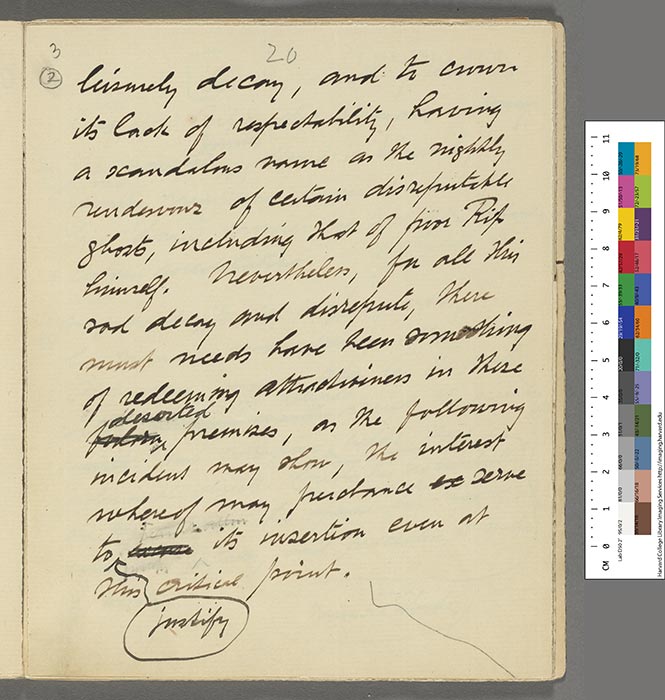 3
20
2
leisurely decay, and to crown
its lack of respectability, having
a scandalous name as the nightly
rendezvous of certain disreputable
ghosts, including that of poor Rip
himself. Nevertheless, for all this
sad decay and disrepute, there
must needs have been something
of redeeming attractiveness in these
deserted
premises, as the following
incident may show, the interest
whereof may perchance ex serve
to its insertion even at
this critical point.
justify
CM 0 1 2 3 4 5 6 7 8 9 10 11
Harvard College Library Imaging Services http://imaging.harvard.edu